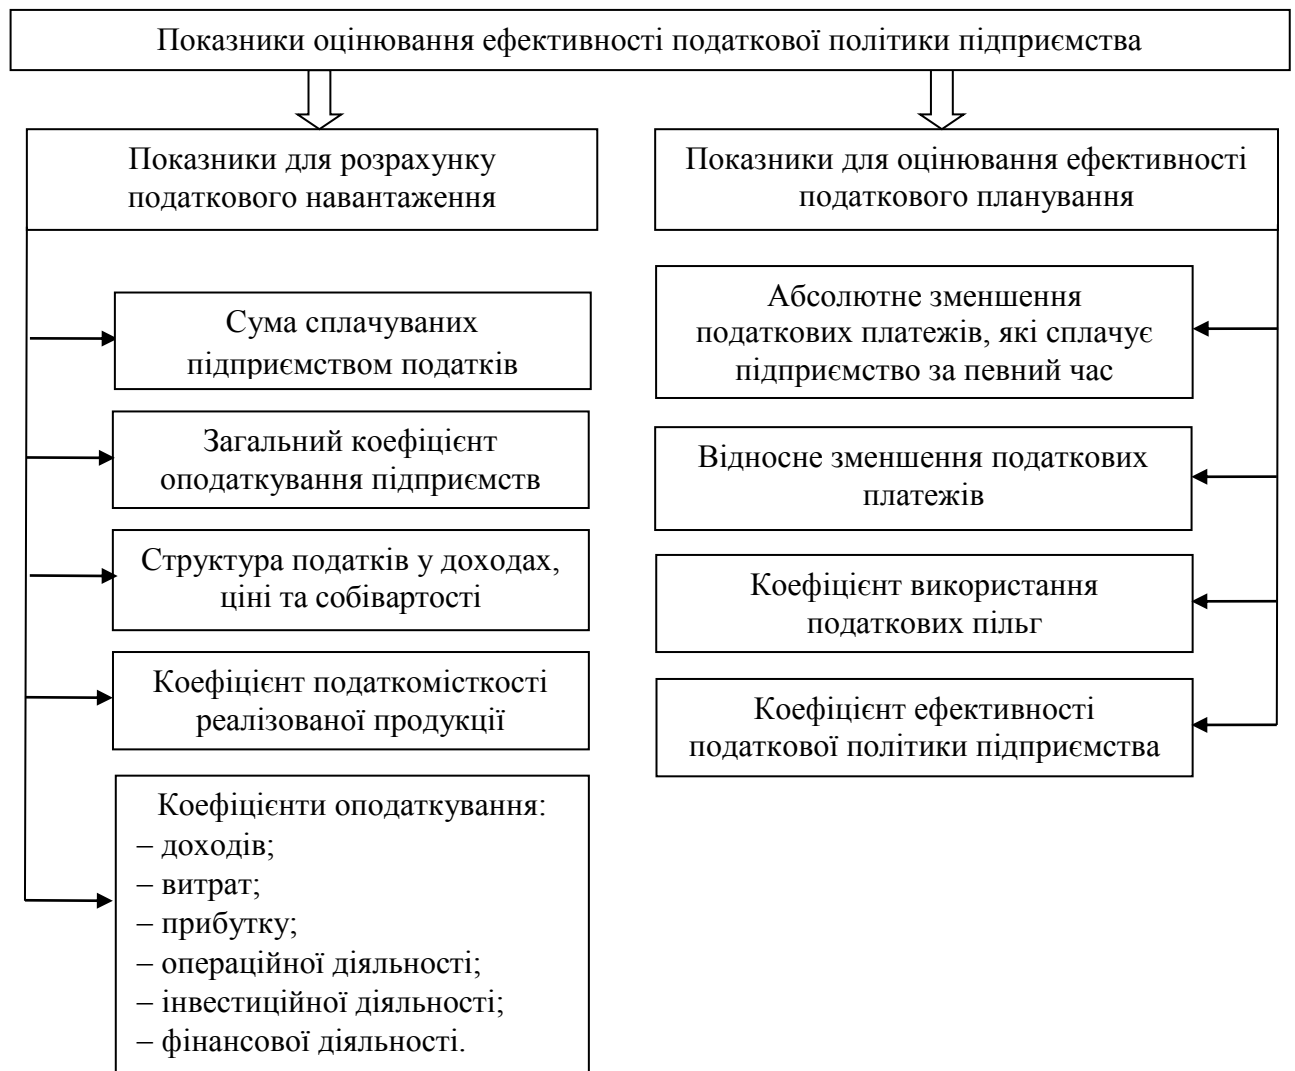 Показники оцінювання ефективності податкової політики підприємства
Показники для розрахунку
податкового навантаження
Сума сплачуваних
підприємством податків
Загальний коефіцієнт
оподаткування підприємств
Структура податків у доходах,
ціні та собівартості
Коефіцієнт податкомісткості
реалізованої продукції
Коефіцієнти оподаткування:
– доходів;
– витрат;
– прибутку;
– операційної діяльності;
– інвестиційної діяльності;
– фінансової діяльності.
Показники для оцінювання ефективності
податкового планування
Абсолютне зменшення
податкових платежів, які сплачує
підприємство за певний час
Відносне зменшення податкових
платежів
Коефіцієнт використання
податкових пільг
Коефіцієнт ефективності
податкової політики підприємства